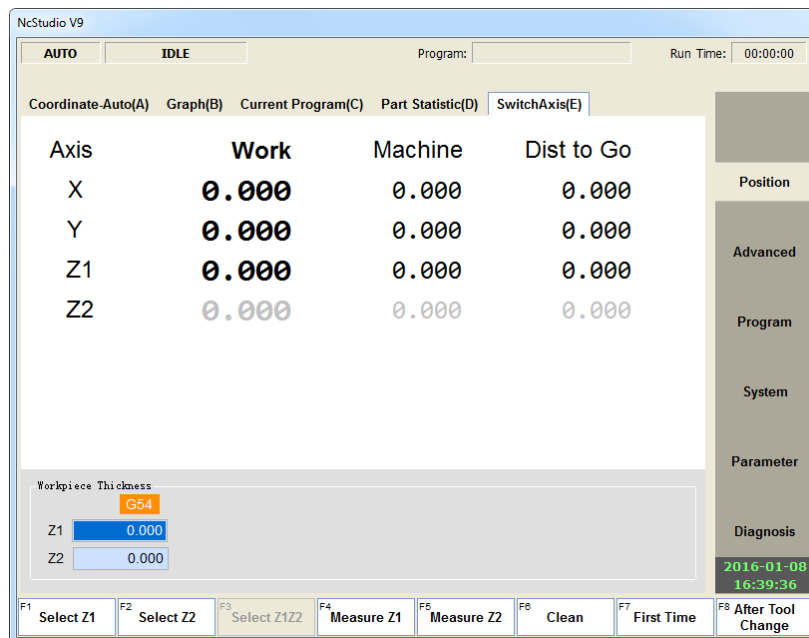 NcStudio V9
AUTO IDLE Program: Run Time: 00:00:00
Coordinate-Auto(A) Graph(B) Current Program(C) Part Statistic(D) SwitchAxis(E)
Axis Work Machine Dist to Go
X 0.000 0.000 0.000
Y 0.000 0.000 0.000
Z1 0.000 0.000 0.000
Z2 0.000 0.000 0.000
Position
Advanced
Program
System
Parameter
Diagnosis
Workpiece Thickness
G54
Z1 0.000
Z2 0.000
2016-01-08
16:39:36
F1 Select Z1
F2 Select Z2
F3 Select Z1Z2
F4 Measure Z1
F5 Measure Z2
F6 Clean
F7 First Time
F8 After Tool
Change